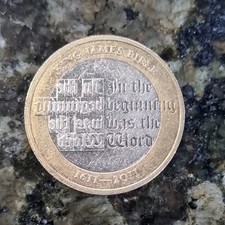 KING JAMES BIBLE
In the
beginning
was the
Word
1611 - 2011